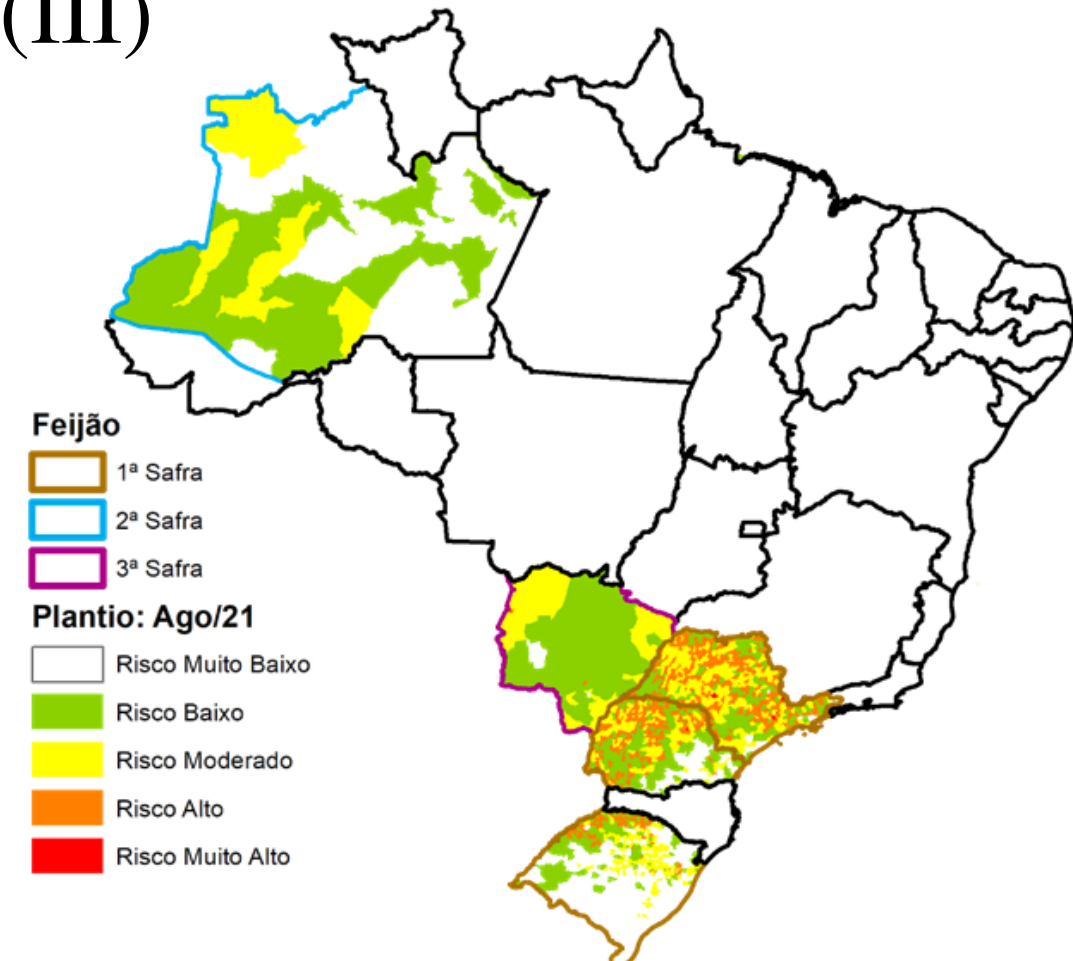 (III)
Feijão
1ª Safra
2ª Safra
3ª Safra
Plantio: Ago/21
Risco Muito Baixo
Risco Baixo
Risco Moderado
Risco Alto
Risco Muito Alto